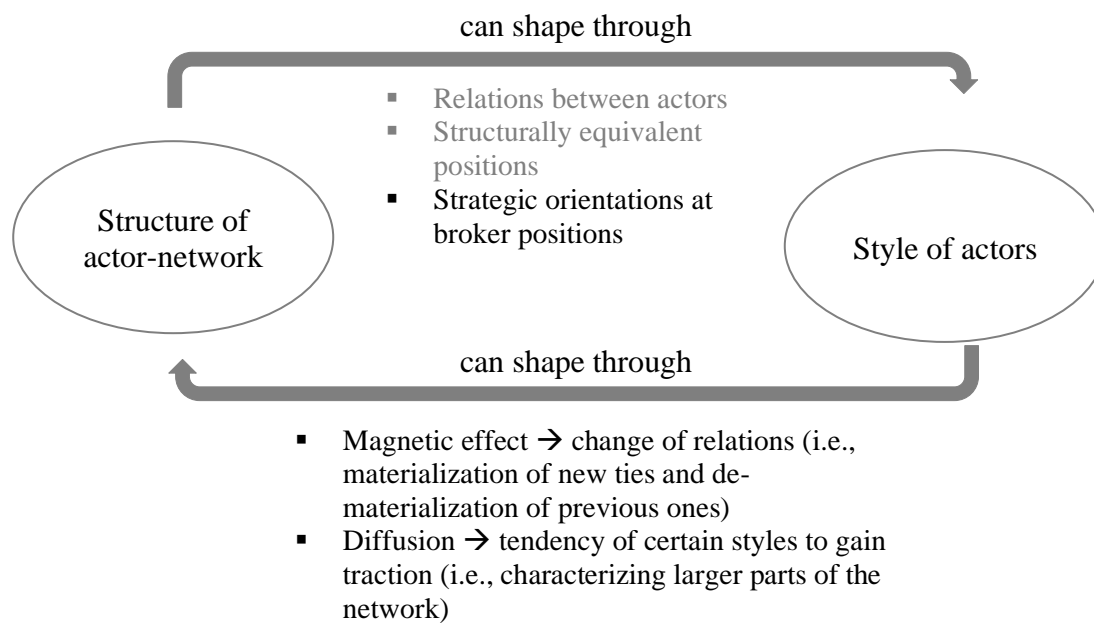 can shape through
▪ Relations between actors
▪ Structurally equivalent
positions
▪ Strategic orientations at
broker positions
Structure of
actor-network
Style of actors
can shape through
▪ Magnetic effect → change of relations (i.e.,
materialization of new ties and de-
materialization of previous ones)
▪ Diffusion → tendency of certain styles to gain
traction (i.e., characterizing larger parts of the
network)